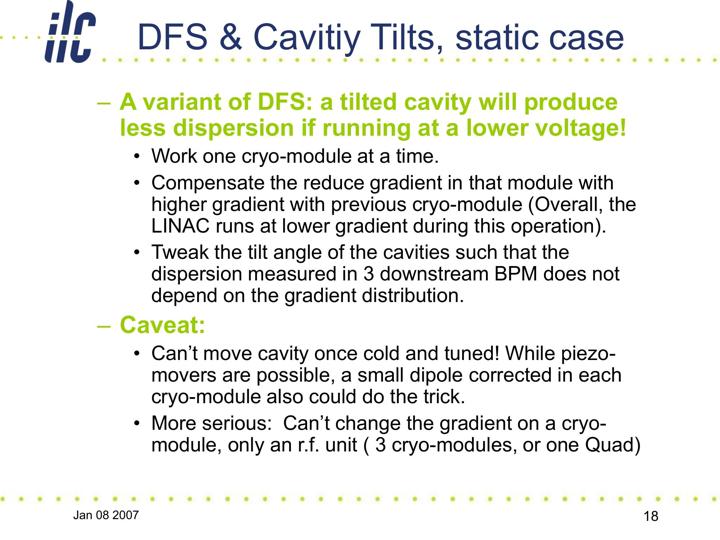 ilc
DFS & Cavitiy Tilts, static case
– A variant of DFS: a tilted cavity will produce
less dispersion if running at a lower voltage!
• Work one cryo-module at a time.
• Compensate the reduce gradient in that module with
higher gradient with previous cryo-module (Overall, the
LINAC runs at lower gradient during this operation).
• Tweak the tilt angle of the cavities such that the
dispersion measured in 3 downstream BPM does not
depend on the gradient distribution.
– Caveat:
• Can’t move cavity once cold and tuned! While piezo-
movers are possible, a small dipole corrected in each
cryo-module also could do the trick.
• More serious:  Can’t change the gradient on a cryo-
module, only an r.f. unit ( 3 cryo-modules, or one Quad)
Jan 08 2007
18